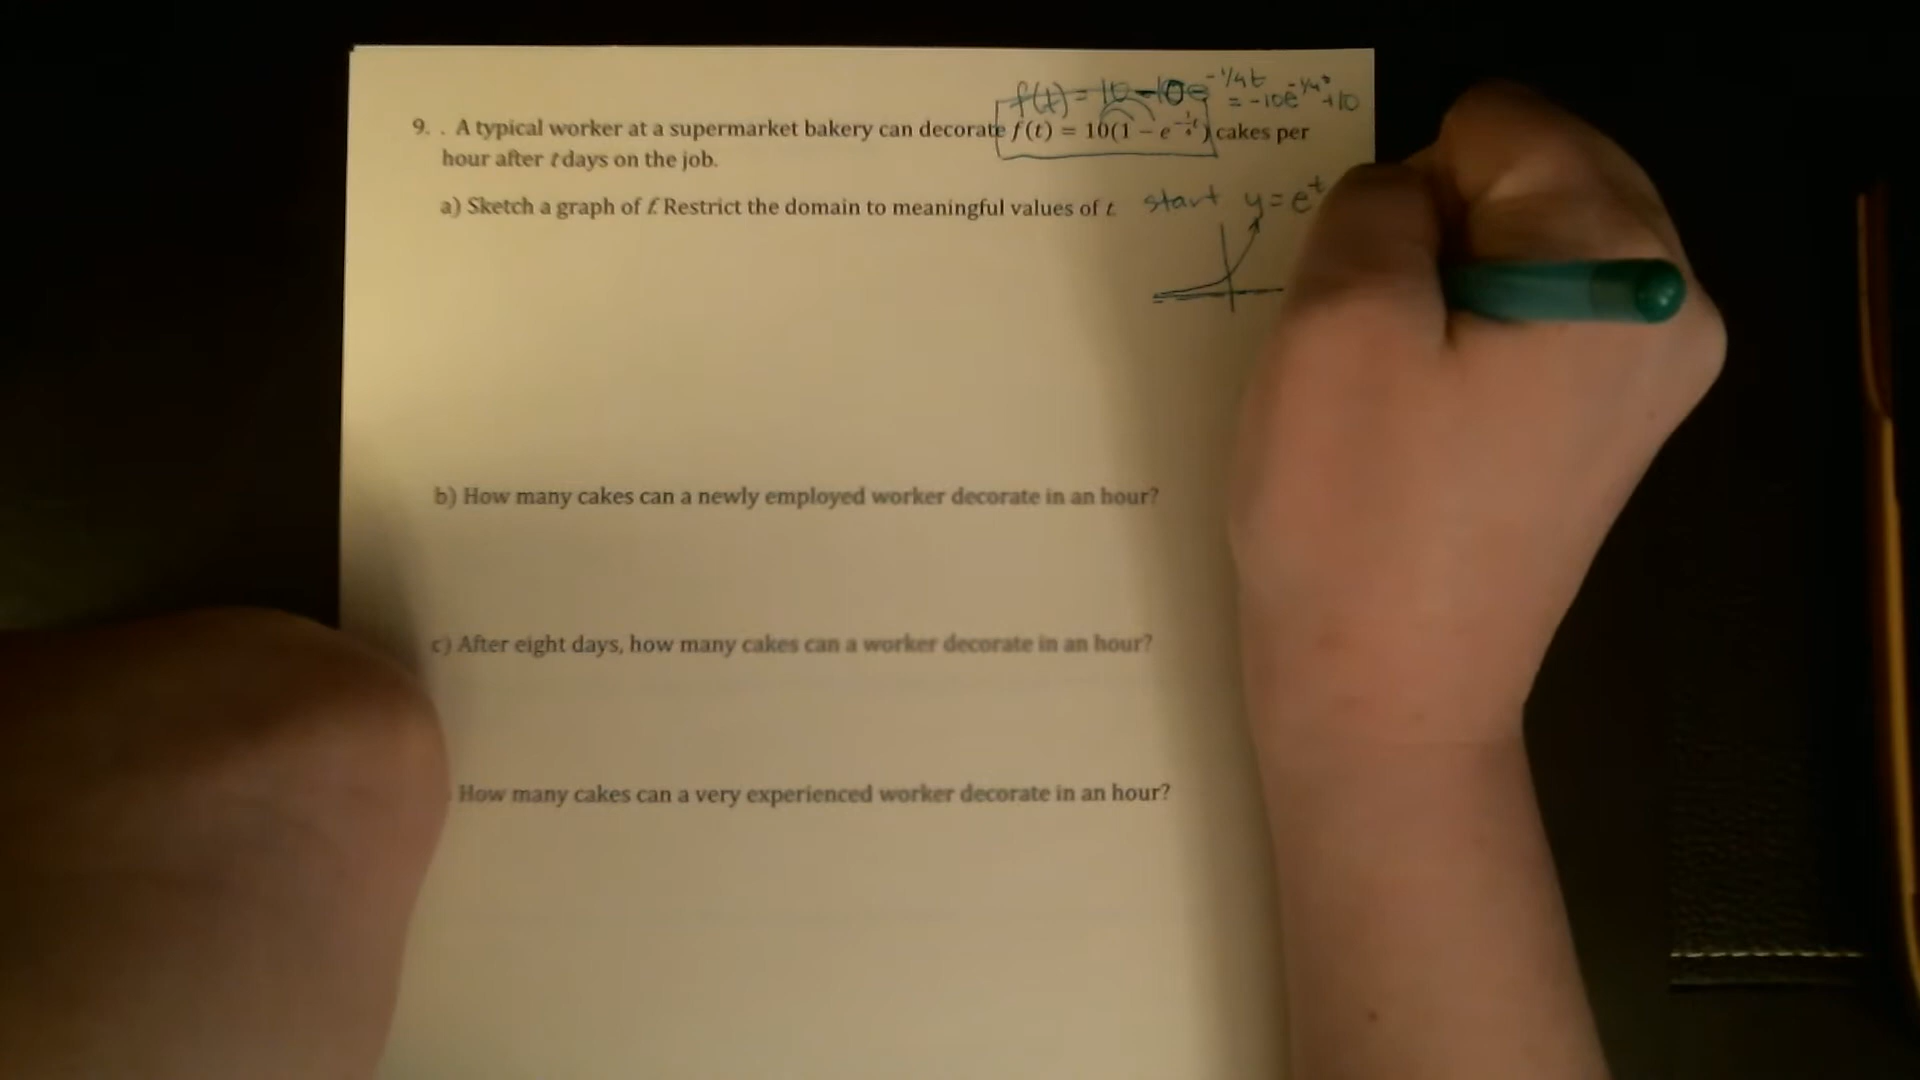 f(t) = 10-10e^-1/4t
= -10e^-1/4t +10
9. . A typical worker at a supermarket bakery can decorate f(t) = 10(1 − e^-1/4t) cakes per
hour after t days on the job.
a) Sketch a graph of f. Restrict the domain to meaningful values of t.
start y=e^t
b) How many cakes can a newly employed worker decorate in an hour?
c) After eight days, how many cakes can a worker decorate in an hour?
How many cakes can a very experienced worker decorate in an hour?